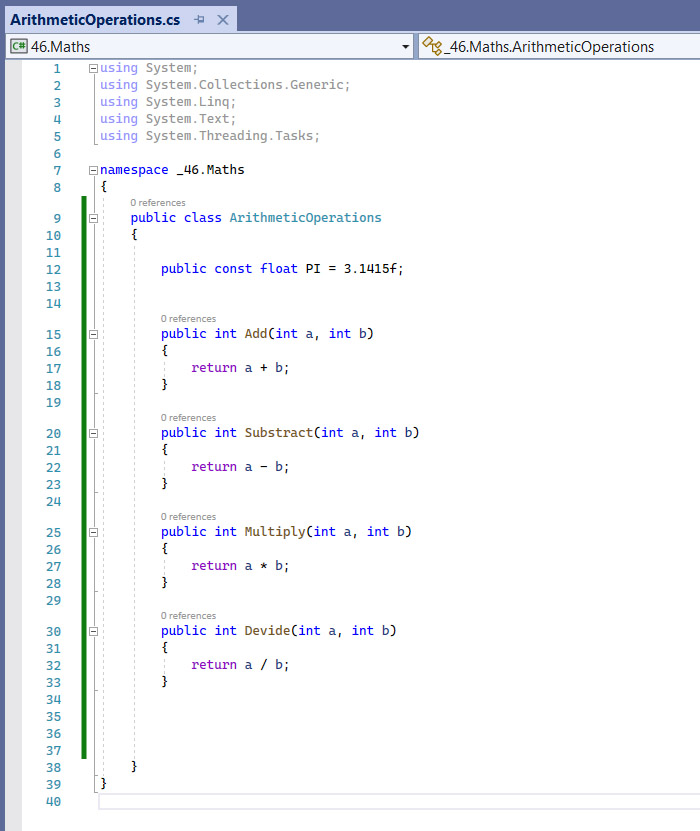 ArithmeticOperations.cs
C# 46.Maths
_46.Maths.ArithmeticOperations
1 using System;
2 using System.Collections.Generic;
3 using System.Linq;
4 using System.Text;
5 using System.Threading.Tasks;
6
7 namespace _46.Maths
8 {
0 references
9 public class ArithmeticOperations
10 {
11
12 public const float PI = 3.1415f;
13
14
0 references
15 public int Add(int a, int b)
16 {
17 return a + b;
18 }
19
0 references
20 public int Substract(int a, int b)
21 {
22 return a - b;
23 }
24
0 references
25 public int Multiply(int a, int b)
26 {
27 return a * b;
28 }
29
0 references
30 public int Devide(int a, int b)
31 {
32 return a / b;
33 }
34
35
36
37
38 }
39 }
40